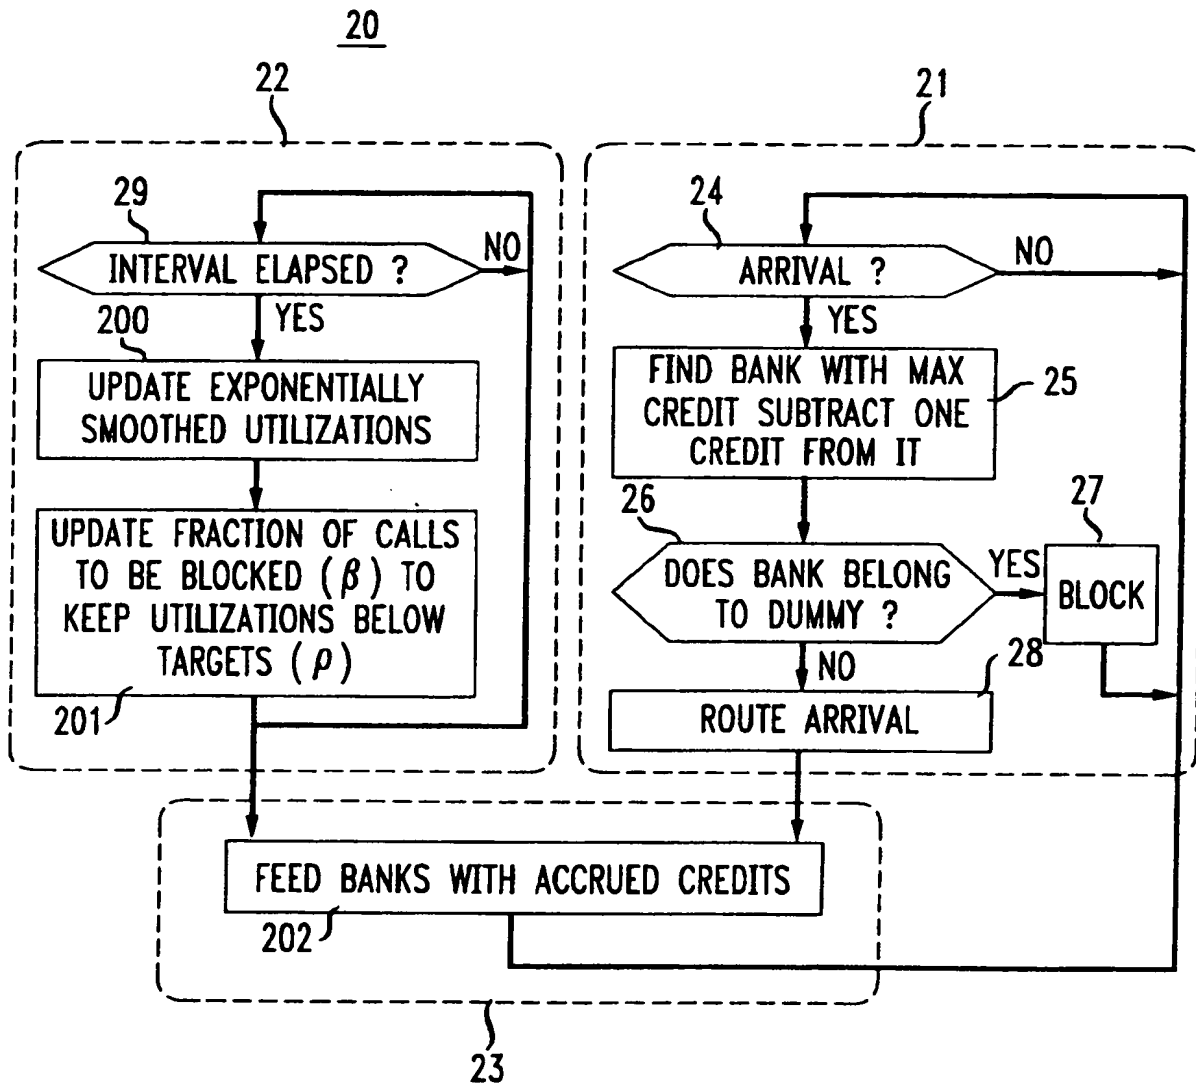 20
22
21
29
INTERVAL ELAPSED ?
NO
YES
200
UPDATE EXPONENTIALLY
SMOOTHED UTILIZATIONS
UPDATE FRACTION OF CALLS
TO BE BLOCKED (β) TO
KEEP UTILIZATIONS BELOW
TARGETS (ρ)
201
24
ARRIVAL ?
NO
YES
FIND BANK WITH MAX
CREDIT SUBTRACT ONE
CREDIT FROM IT
25
26
DOES BANK BELONG
TO DUMMY ?
YES
27
BLOCK
NO
28
ROUTE ARRIVAL
FEED BANKS WITH ACCRUED CREDITS
202
23